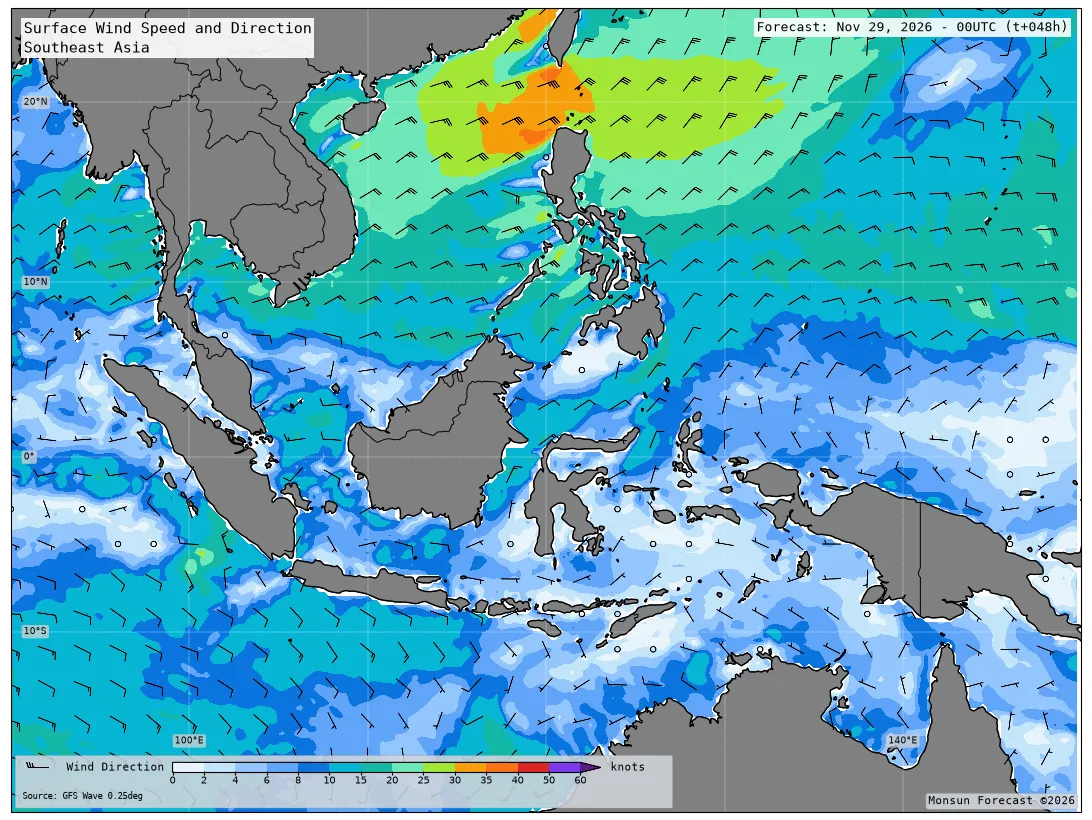 Surface Wind Speed and Direction
Southeast Asia
Forecast: Nov 29, 2026 - 00UTC (t+048h)
20°N
10°N
0°
10°S
100°E
140°E
Wind Direction
0 2 4 6 8 10 15 20 25 30 35 40 50 60
knots
Source: GFS Wave 0.25deg
Monsun Forecast ©2026